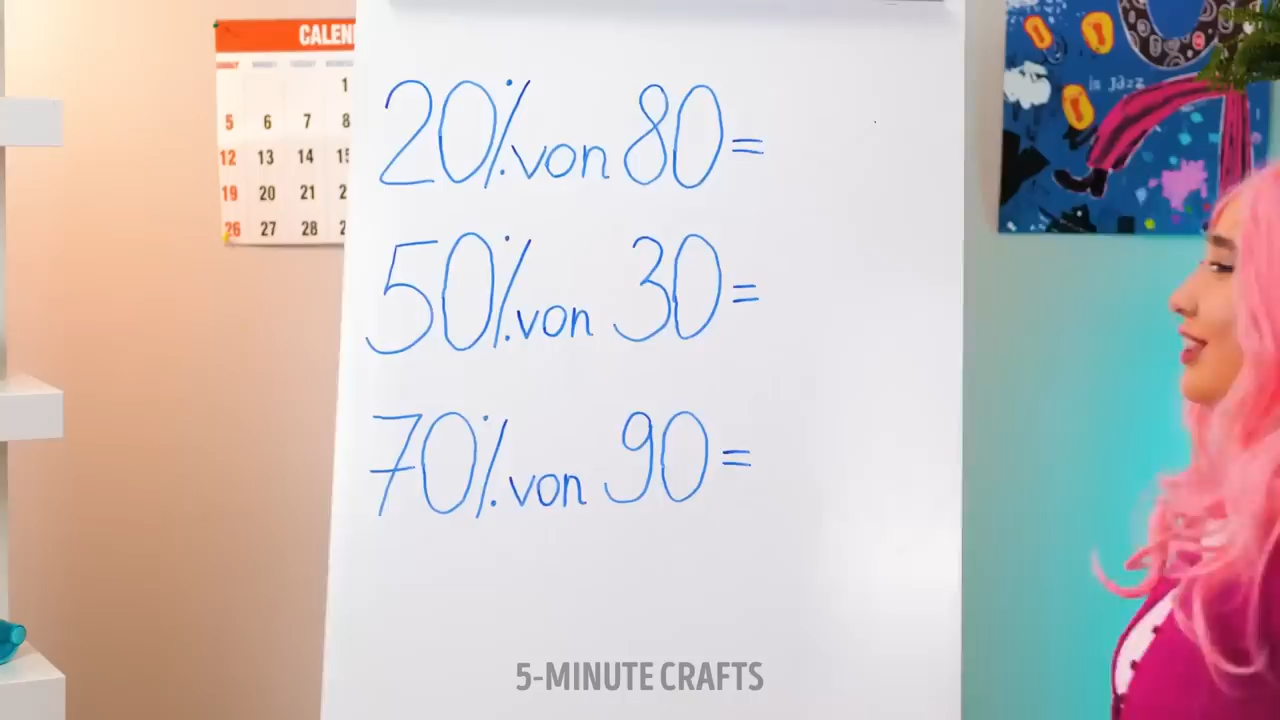 CALEN
1
5 6 7 8
12 13 14 15
19 20 21 2
26 27 28 2
20% von 80=
50% von 30=
70% von 90=
is jazz
5-MINUTE CRAFTS